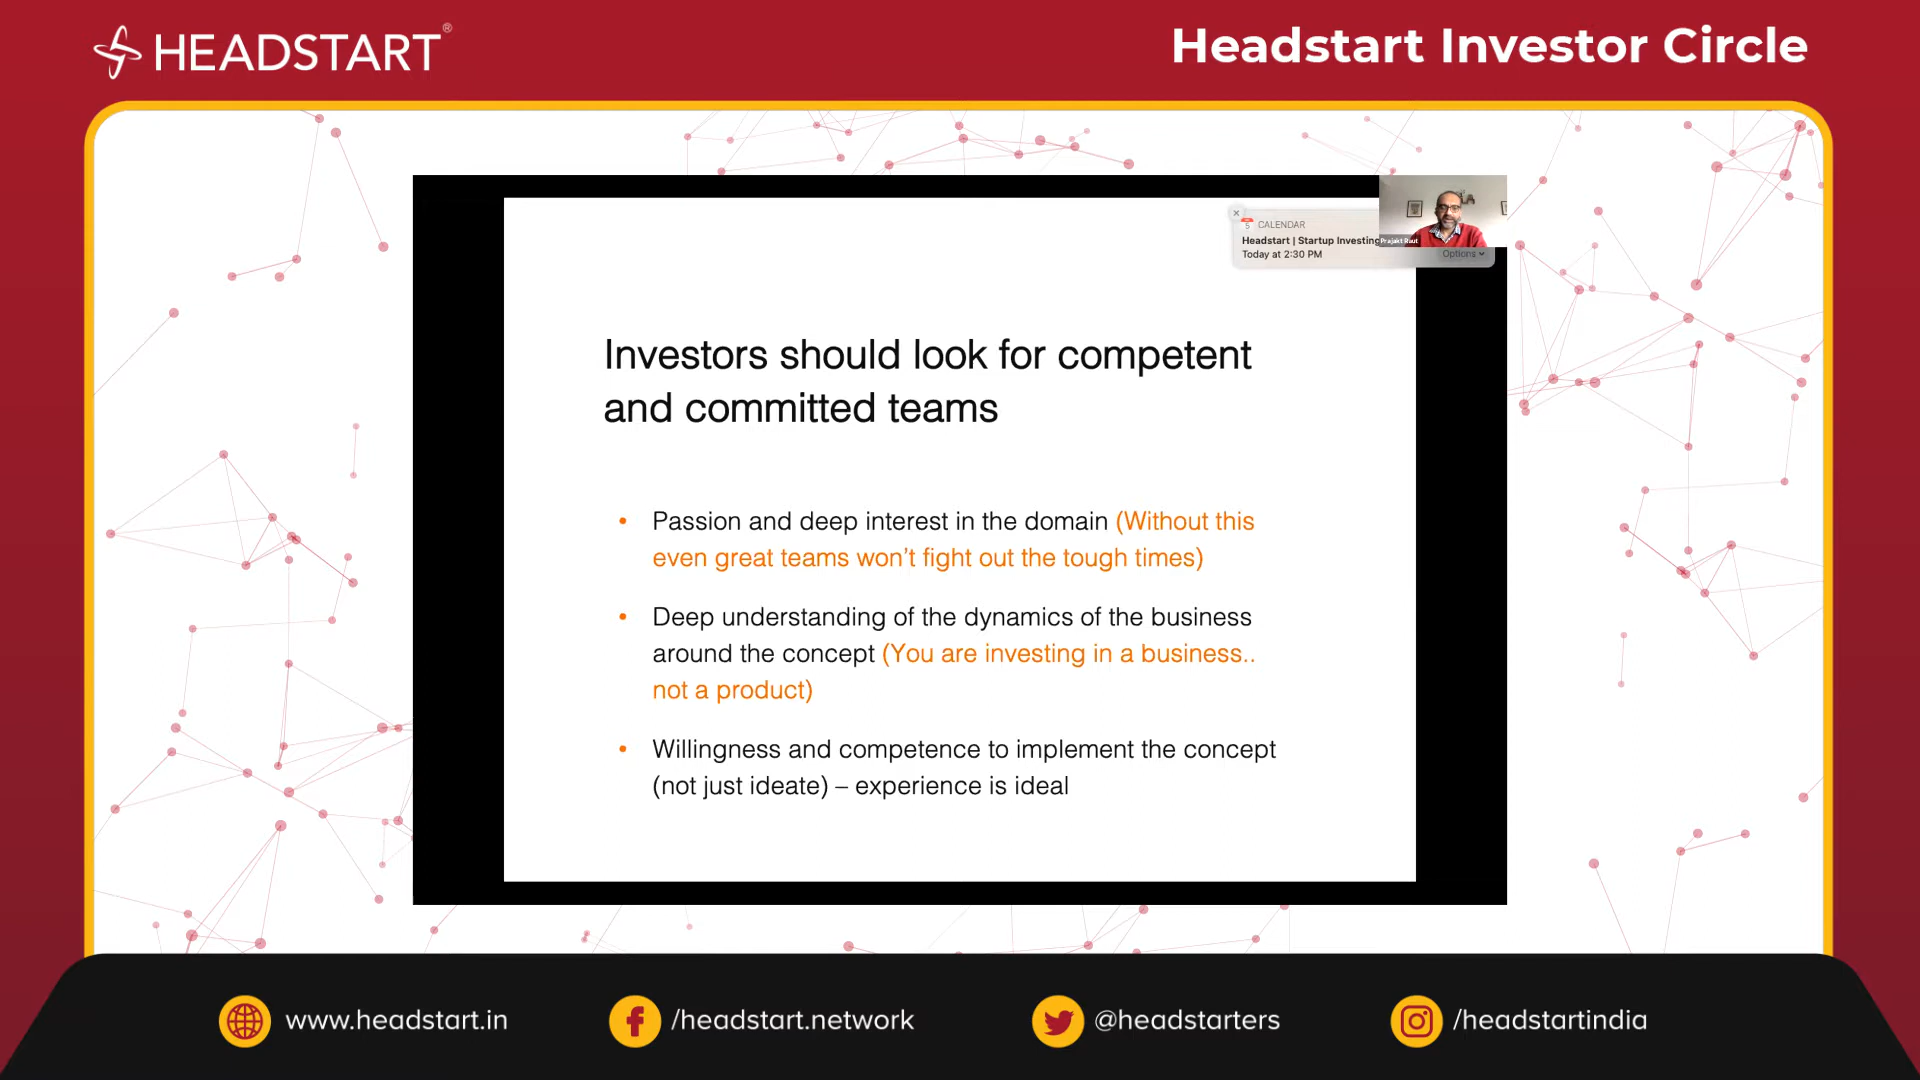 HEADSTART®
Headstart Investor Circle
CALENDAR
Headstart | Startup Investing
Today at 2:30 PM
Options
Prajakt Raut
5
Investors should look for competent
and committed teams
• Passion and deep interest in the domain (Without this
even great teams won’t fight out the tough times)
• Deep understanding of the dynamics of the business
around the concept (You are investing in a business..
not a product)
• Willingness and competence to implement the concept
(not just ideate) – experience is ideal
www.headstart.in
/headstart.network
@headstarters
/headstartindia